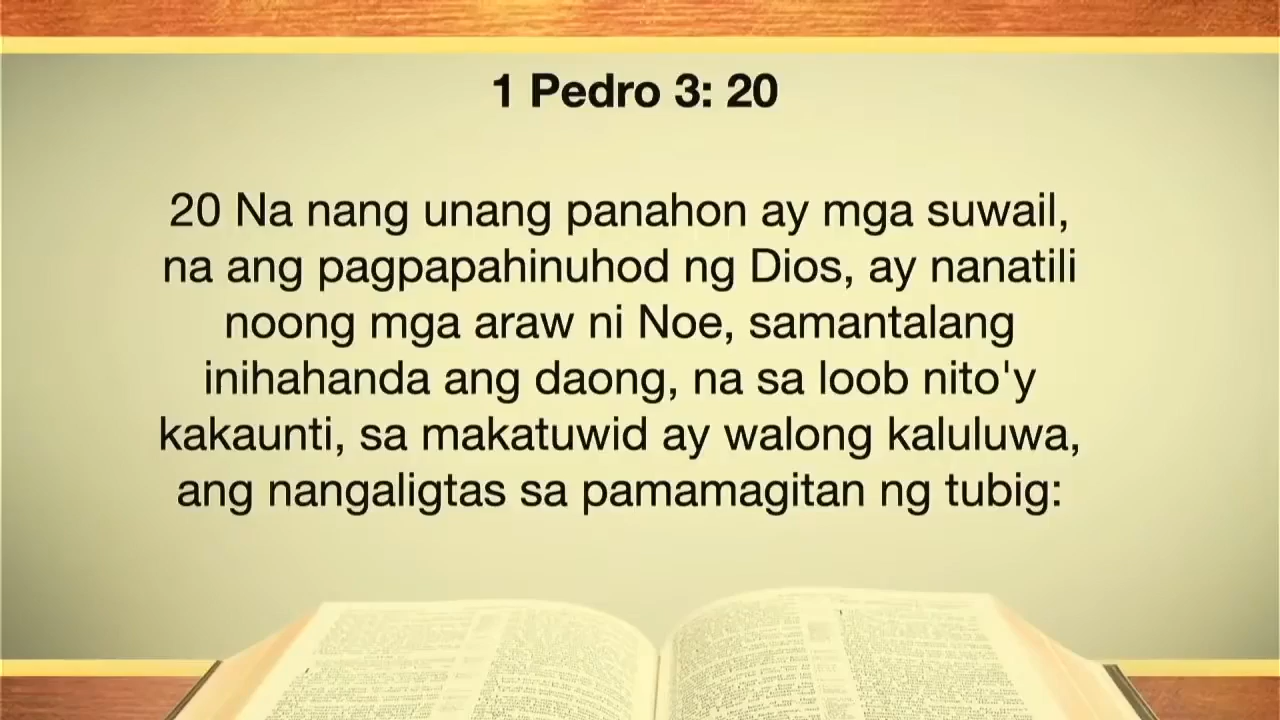 1 Pedro 3: 20
20 Na nang unang panahon ay mga suwail,
na ang pagpapahinuhod ng Dios, ay nanatili
noong mga araw ni Noe, samantalang
inihahanda ang daong, na sa loob nito'y
kakaunti, sa makatuwid ay walong kaluluwa,
ang nangaligtas sa pamamagitan ng tubig: